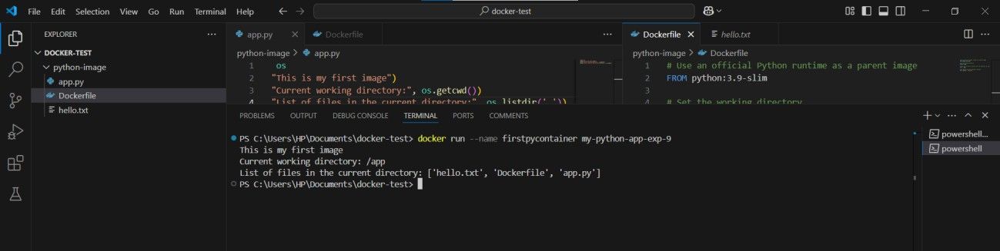 File Edit Selection View Go Run Terminal Help
docker-test
EXPLORER
DOCKER-TEST
python-image
app.py
Dockerfile
hello.txt
app.py Dockerfile
python-image > app.py
1 os
2 "This is my first image")
3 "Current working directory:", os.getcwd())
4 "List of files in the current directory:", os.listdir('.'))
Dockerfile hello.txt
python-image > Dockerfile
1 # Use an official Python runtime as a parent image
2 FROM python:3.9-slim
3
4 # Set the working directory
PROBLEMS OUTPUT DEBUG CONSOLE TERMINAL PORTS COMMENTS
PS C:\Users\HP\Documents\docker-test> docker run --name firstpycontainer my-python-app-exp-9
This is my first image
Current working directory: /app
List of files in the current directory: ['hello.txt', 'Dockerfile', 'app.py']
PS C:\Users\HP\Documents\docker-test>
powershell...
powershell